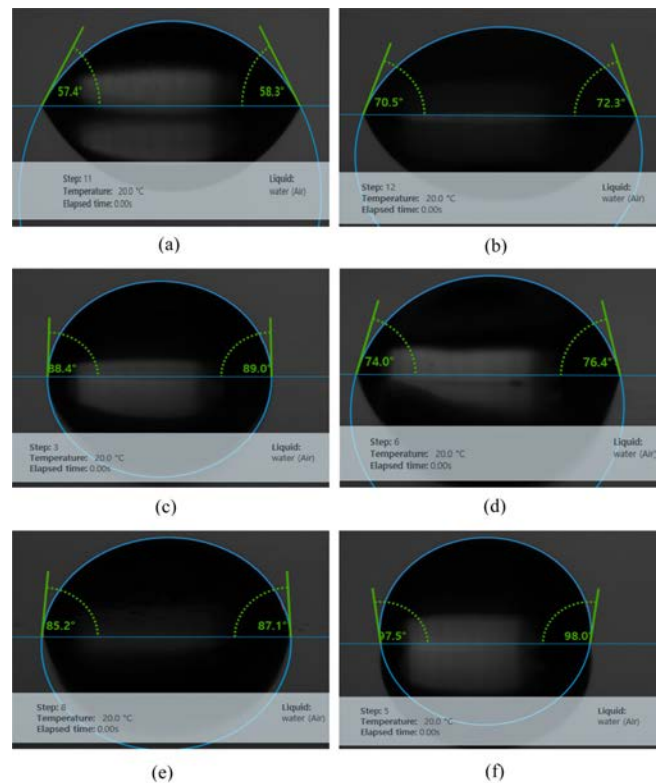 57.4° 58.3°
Step: 11 Liquid:
Temperature: 20.0 °C water (Air)
Elapsed time: 0.00s
(a)
70.5° 72.3°
Step: 12 Liquid:
Temperature: 20.0 °C water (Air)
Elapsed time: 0.00s
(b)
88.4° 89.0°
Step: 3 Liquid:
Temperature: 20.0 °C water (Air)
Elapsed time: 0.00s
(c)
74.0° 76.4°
Step: 6 Liquid:
Temperature: 20.0 °C water (Air)
Elapsed time: 0.00s
(d)
85.2° 87.1°
Step: 8 Liquid:
Temperature: 20.0 °C water (Air)
Elapsed time: 0.00s
(e)
97.5° 98.0°
Step: 5 Liquid:
Temperature: 20.0 °C water (Air)
Elapsed time: 0.00s
(f)